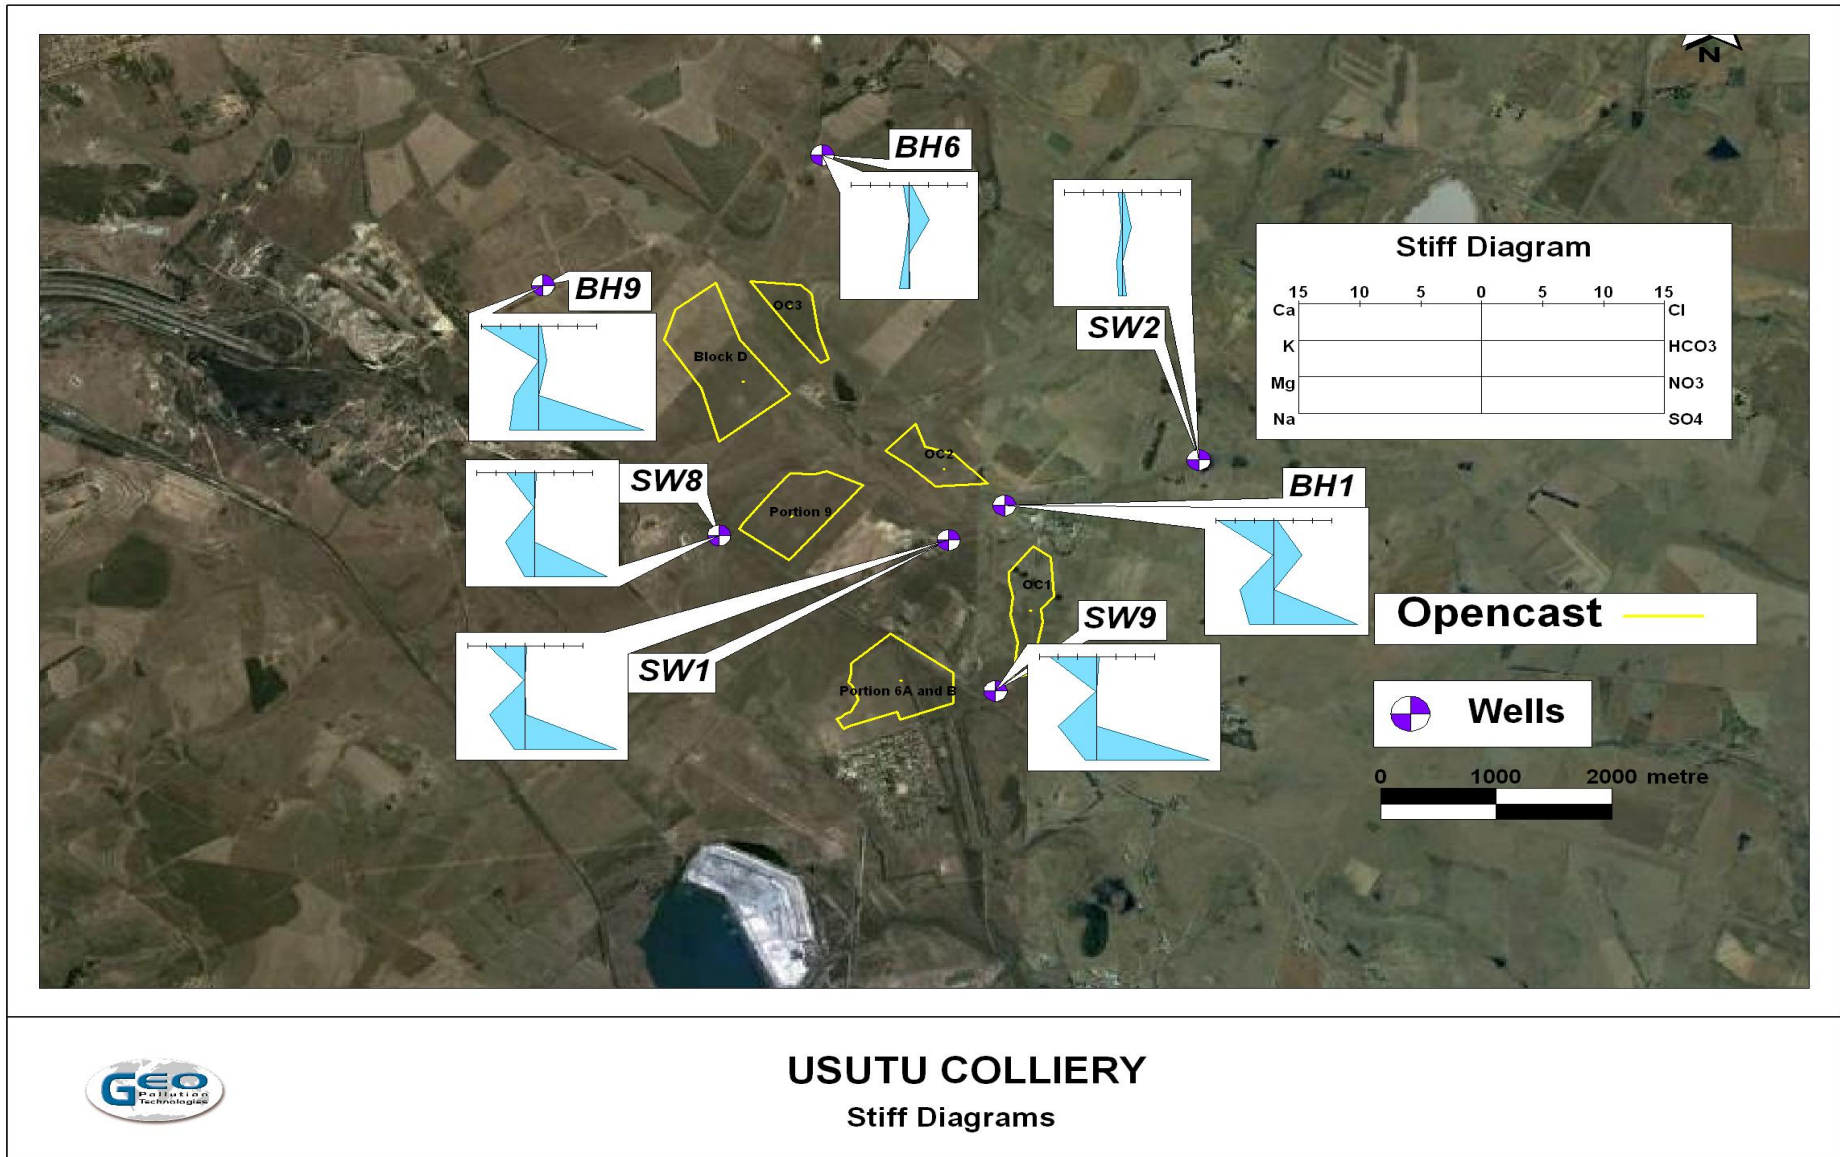 N
BH6
BH9
SW2
Stiff Diagram
15 10 5 0 5 10 15
Ca Cl
K HCO3
Mg NO3
Na SO4
OC3
Block D
OC2
SW8
Portion 9
BH1
OC1
Opencast
SW9
SW1
Portion 6A and B
Wells
0 1000 2000 metre
GEO
Pollution
Technologies
USUTU COLLIERY
Stiff Diagrams